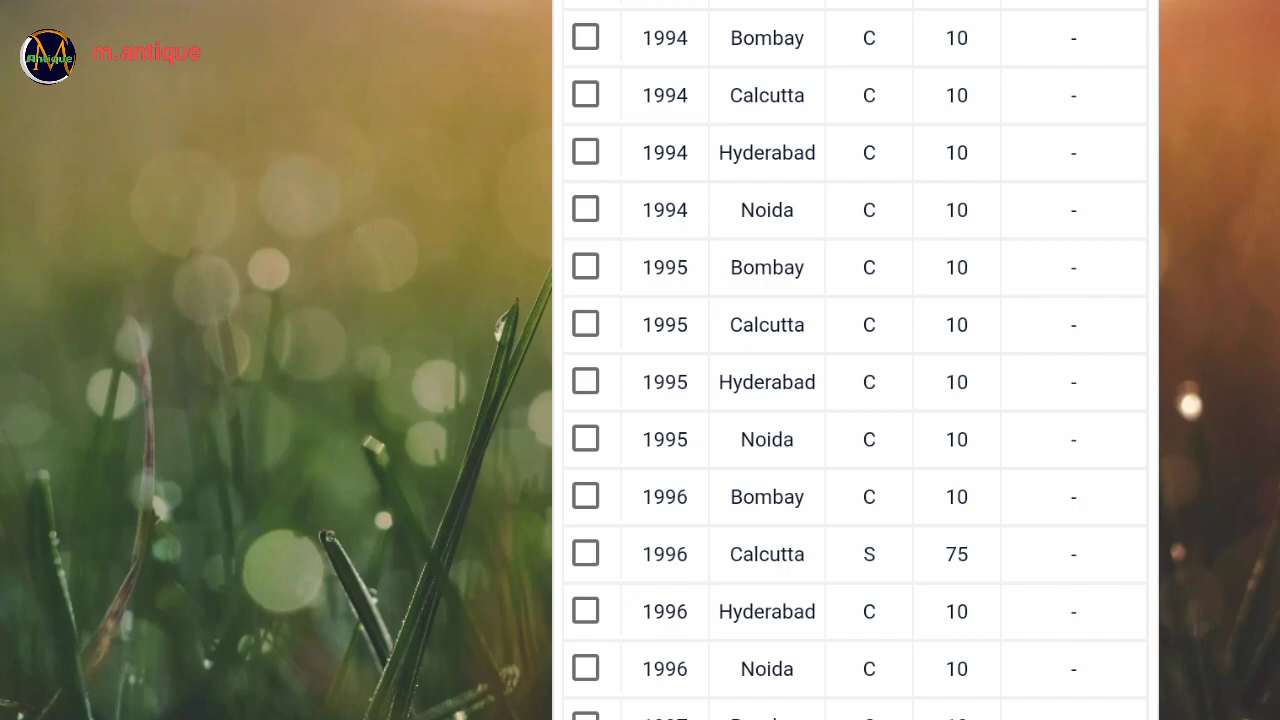 Antique
m.antique
1994 Bombay C 10 -
1994 Calcutta C 10 -
1994 Hyderabad C 10 -
1994 Noida C 10 -
1995 Bombay C 10 -
1995 Calcutta C 10 -
1995 Hyderabad C 10 -
1995 Noida C 10 -
1996 Bombay C 10 -
1996 Calcutta S 75 -
1996 Hyderabad C 10 -
1996 Noida C 10 -